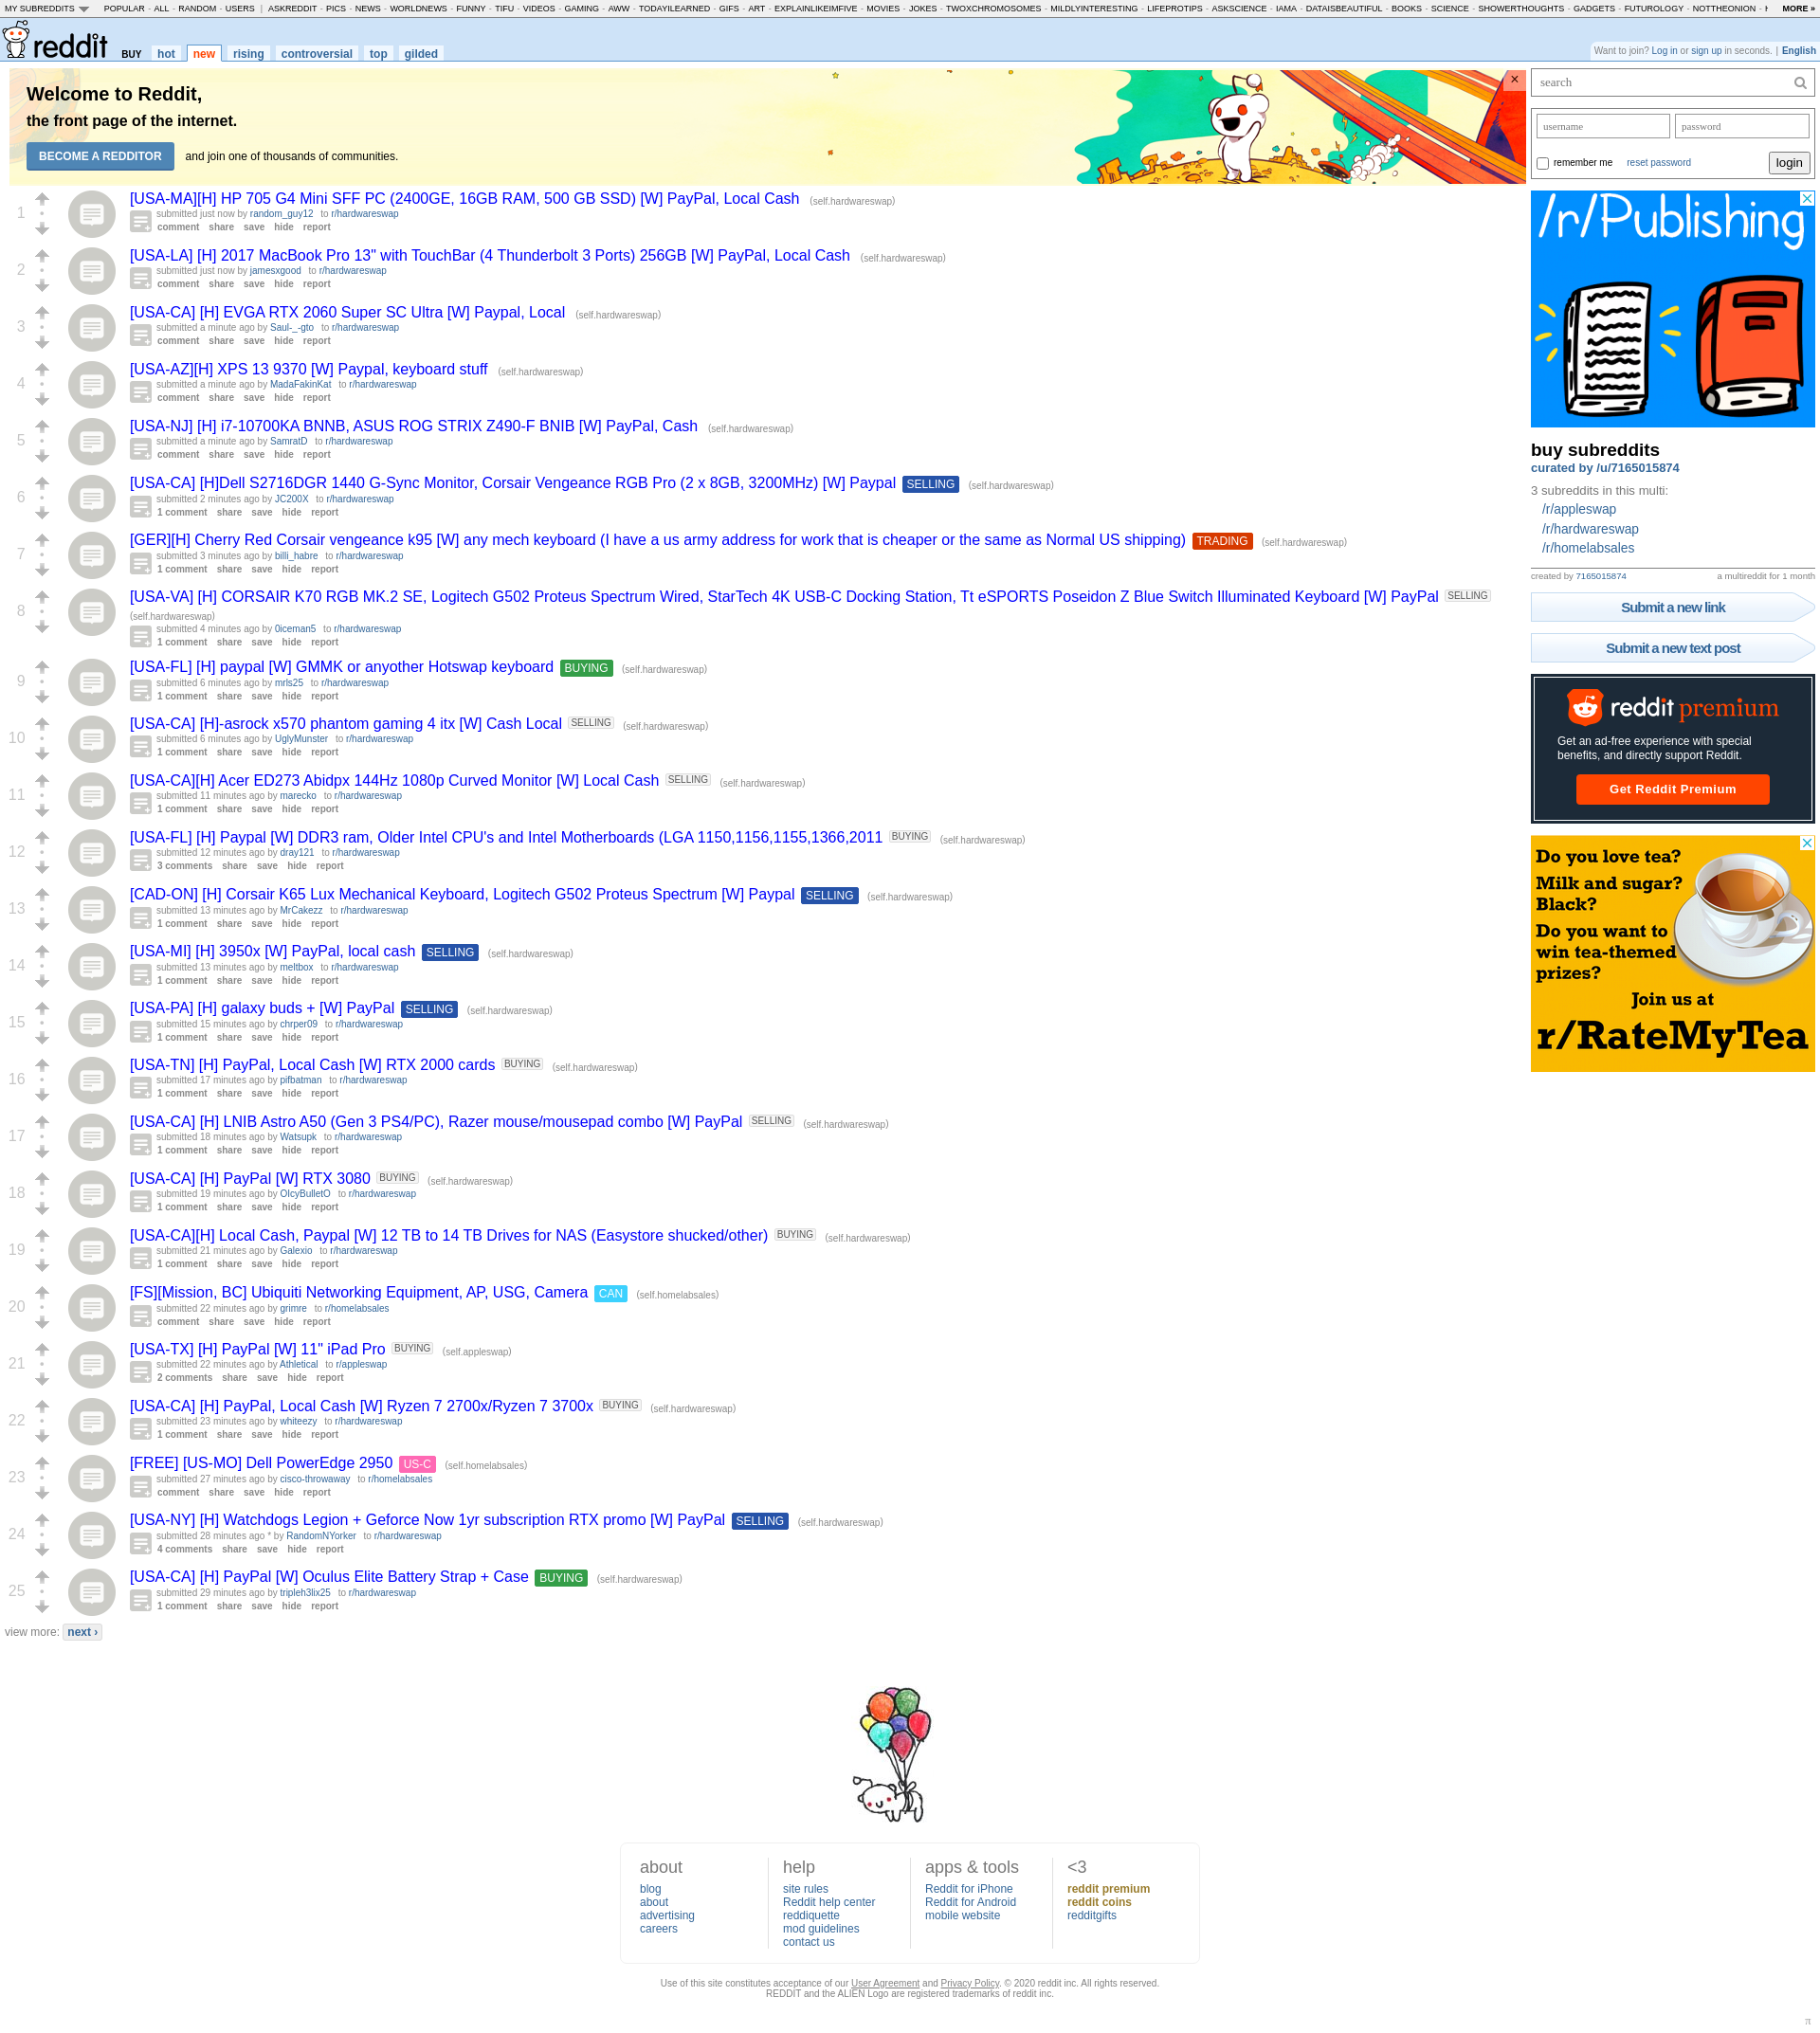 MY SUBREDDITS POPULAR - ALL - RANDOM - USERS | ASKREDDIT - PICS - NEWS - WORLDNEWS - FUNNY - TIFU - VIDEOS - GAMING - AWW - TODAYILEARNED - GIFS - ART - EXPLAINLIKEIMFIVE - MOVIES - JOKES - TWOXCHROMOSOMES - MILDLYINTERESTING - LIFEPROTIPS - ASKSCIENCE - IAMA - DATAISBEAUTIFUL - BOOKS - SCIENCE - SHOWERTHOUGHTS - GADGETS - FUTUROLOGY - NOTTHEONION - MORE »
reddit BUY hot new rising controversial top gilded
Want to join? Log in or sign up in seconds. | English
Welcome to Reddit,
the front page of the internet.
BECOME A REDDITOR and join one of thousands of communities.
×
1
[USA-MA][H] HP 705 G4 Mini SFF PC (2400GE, 16GB RAM, 500 GB SSD) [W] PayPal, Local Cash (self.hardwareswap)
submitted just now by random_guy12 to r/hardwareswap
comment share save hide report
2
[USA-LA] [H] 2017 MacBook Pro 13" with TouchBar (4 Thunderbolt 3 Ports) 256GB [W] PayPal, Local Cash (self.hardwareswap)
submitted just now by jamesxgood to r/hardwareswap
comment share save hide report
3
[USA-CA] [H] EVGA RTX 2060 Super SC Ultra [W] Paypal, Local (self.hardwareswap)
submitted a minute ago by Saul-_-gto to r/hardwareswap
comment share save hide report
4
[USA-AZ][H] XPS 13 9370 [W] Paypal, keyboard stuff (self.hardwareswap)
submitted a minute ago by MadaFakinKat to r/hardwareswap
comment share save hide report
5
[USA-NJ] [H] i7-10700KA BNNB, ASUS ROG STRIX Z490-F BNIB [W] PayPal, Cash (self.hardwareswap)
submitted a minute ago by SamratD to r/hardwareswap
comment share save hide report
6
[USA-CA] [H]Dell S2716DGR 1440 G-Sync Monitor, Corsair Vengeance RGB Pro (2 x 8GB, 3200MHz) [W] Paypal SELLING (self.hardwareswap)
submitted 2 minutes ago by JC200X to r/hardwareswap
1 comment share save hide report
7
[GER][H] Cherry Red Corsair vengeance k95 [W] any mech keyboard (I have a us army address for work that is cheaper or the same as Normal US shipping) TRADING (self.hardwareswap)
submitted 3 minutes ago by billi_habre to r/hardwareswap
1 comment share save hide report
8
[USA-VA] [H] CORSAIR K70 RGB MK.2 SE, Logitech G502 Proteus Spectrum Wired, StarTech 4K USB-C Docking Station, Tt eSPORTS Poseidon Z Blue Switch Illuminated Keyboard [W] PayPal SELLING
(self.hardwareswap)
submitted 4 minutes ago by 0iceman5 to r/hardwareswap
1 comment share save hide report
9
[USA-FL] [H] paypal [W] GMMK or anyother Hotswap keyboard BUYING (self.hardwareswap)
submitted 6 minutes ago by mrls25 to r/hardwareswap
1 comment share save hide report
10
[USA-CA] [H]-asrock x570 phantom gaming 4 itx [W] Cash Local SELLING (self.hardwareswap)
submitted 6 minutes ago by UglyMunster to r/hardwareswap
1 comment share save hide report
11
[USA-CA][H] Acer ED273 Abidpx 144Hz 1080p Curved Monitor [W] Local Cash SELLING (self.hardwareswap)
submitted 11 minutes ago by marecko to r/hardwareswap
1 comment share save hide report
12
[USA-FL] [H] Paypal [W] DDR3 ram, Older Intel CPU's and Intel Motherboards (LGA 1150,1156,1155,1366,2011 BUYING (self.hardwareswap)
submitted 12 minutes ago by dray121 to r/hardwareswap
3 comments share save hide report
13
[CAD-ON] [H] Corsair K65 Lux Mechanical Keyboard, Logitech G502 Proteus Spectrum [W] Paypal SELLING (self.hardwareswap)
submitted 13 minutes ago by MrCakezz to r/hardwareswap
1 comment share save hide report
14
[USA-MI] [H] 3950x [W] PayPal, local cash SELLING (self.hardwareswap)
submitted 13 minutes ago by meltbox to r/hardwareswap
1 comment share save hide report
15
[USA-PA] [H] galaxy buds + [W] PayPal SELLING (self.hardwareswap)
submitted 15 minutes ago by chrper09 to r/hardwareswap
1 comment share save hide report
16
[USA-TN] [H] PayPal, Local Cash [W] RTX 2000 cards BUYING (self.hardwareswap)
submitted 17 minutes ago by pifbatman to r/hardwareswap
1 comment share save hide report
17
[USA-CA] [H] LNIB Astro A50 (Gen 3 PS4/PC), Razer mouse/mousepad combo [W] PayPal SELLING (self.hardwareswap)
submitted 18 minutes ago by Watsupk to r/hardwareswap
1 comment share save hide report
18
[USA-CA] [H] PayPal [W] RTX 3080 BUYING (self.hardwareswap)
submitted 19 minutes ago by OIcyBulletO to r/hardwareswap
1 comment share save hide report
19
[USA-CA][H] Local Cash, Paypal [W] 12 TB to 14 TB Drives for NAS (Easystore shucked/other) BUYING (self.hardwareswap)
submitted 21 minutes ago by Galexio to r/hardwareswap
1 comment share save hide report
20
[FS][Mission, BC] Ubiquiti Networking Equipment, AP, USG, Camera CAN (self.homelabsales)
submitted 22 minutes ago by grimre to r/homelabsales
comment share save hide report
21
[USA-TX] [H] PayPal [W] 11" iPad Pro BUYING (self.appleswap)
submitted 22 minutes ago by Athletical to r/appleswap
2 comments share save hide report
22
[USA-CA] [H] PayPal, Local Cash [W] Ryzen 7 2700x/Ryzen 7 3700x BUYING (self.hardwareswap)
submitted 23 minutes ago by whiteezy to r/hardwareswap
1 comment share save hide report
23
[FREE] [US-MO] Dell PowerEdge 2950 US-C (self.homelabsales)
submitted 27 minutes ago by cisco-throwaway to r/homelabsales
comment share save hide report
24
[USA-NY] [H] Watchdogs Legion + Geforce Now 1yr subscription RTX promo [W] PayPal SELLING (self.hardwareswap)
submitted 28 minutes ago * by RandomNYorker to r/hardwareswap
4 comments share save hide report
25
[USA-CA] [H] PayPal [W] Oculus Elite Battery Strap + Case BUYING (self.hardwareswap)
submitted 29 minutes ago by tripleh3lix25 to r/hardwareswap
1 comment share save hide report
view more: next ›
search
username password
remember me reset password login
/r/Publishing
buy subreddits
curated by /u/7165015874
3 subreddits in this multi:
/r/appleswap
/r/hardwareswap
/r/homelabsales
created by 7165015874 a multireddit for 1 month
Submit a new link
Submit a new text post
reddit premium
Get an ad-free experience with special
benefits, and directly support Reddit.
Get Reddit Premium
Do you love tea?
Milk and sugar?
Black?
Do you want to
win tea-themed
prizes?
Join us at
r/RateMyTea
about
blog
about
advertising
careers
help
site rules
Reddit help center
reddiquette
mod guidelines
contact us
apps & tools
Reddit for iPhone
Reddit for Android
mobile website
<3
reddit premium
reddit coins
redditgifts
Use of this site constitutes acceptance of our User Agreement and Privacy Policy. © 2020 reddit inc. All rights reserved.
REDDIT and the ALIEN Logo are registered trademarks of reddit inc.
π